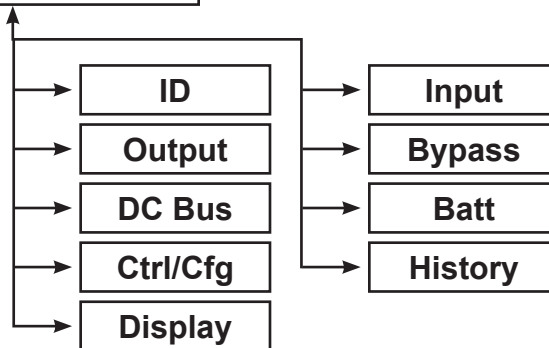 ID
Input
Output
Bypass
DC Bus
Batt
Ctrl/Cfg
History
Display